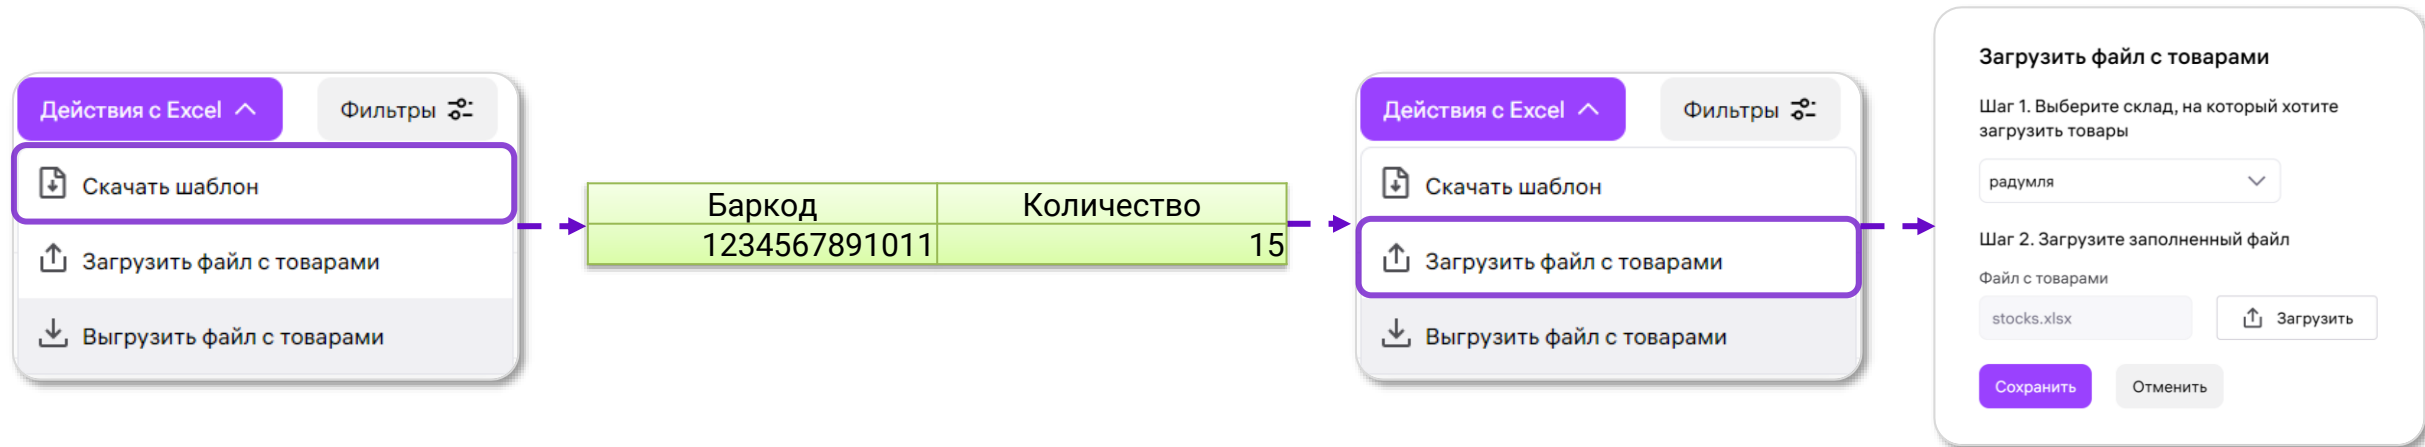 Действия с Excel
Фильтры
Скачать шаблон
Загрузить файл с товарами
Выгрузить файл с товарами
Баркод Количество
1234567891011 15
Действия с Excel
Фильтры
Скачать шаблон
Загрузить файл с товарами
Выгрузить файл с товарами
Загрузить файл с товарами
Шаг 1. Выберите склад, на который хотите
загрузить товары
радумля
Шаг 2. Загрузите заполненный файл
Файл с товарами
stocks.xlsx
Загрузить
Сохранить
Отменить